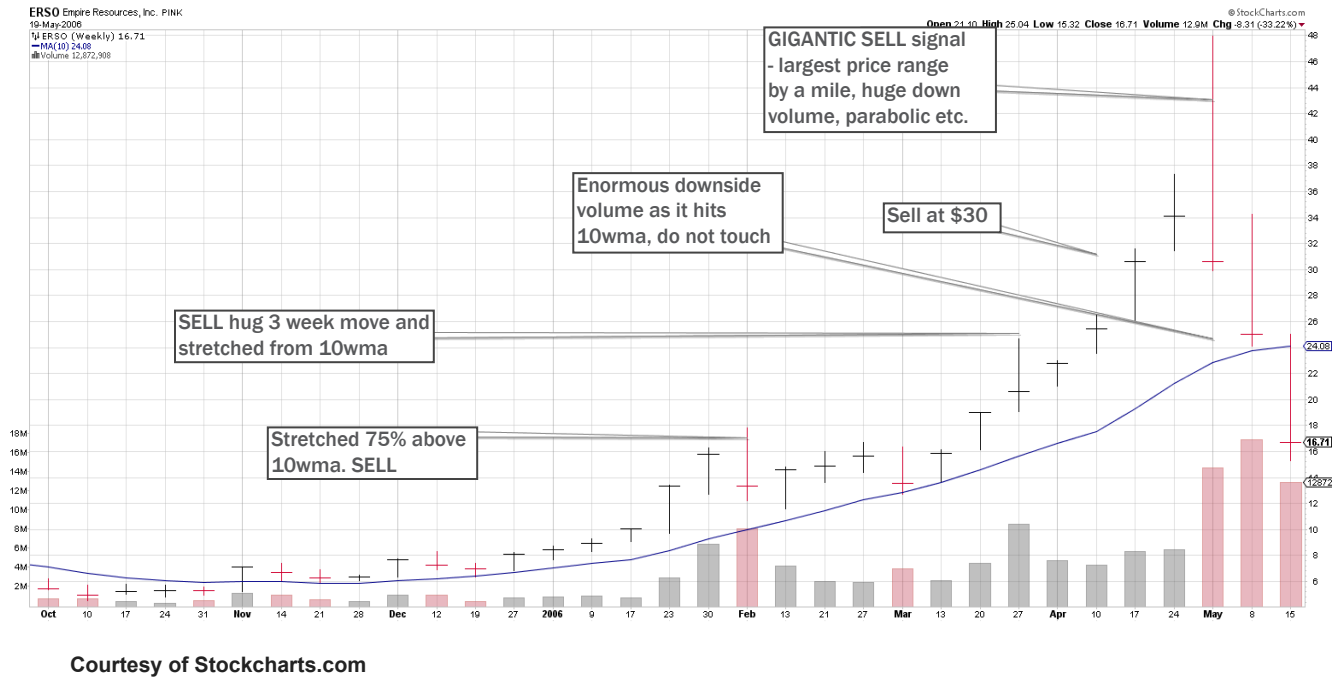 ERSO Empire Resources, Inc. PINK
© StockCharts.com
19-May-2006
Open 21.10 High 25.04 Low 15.32 Close 16.71 Volume 12.9M Chg -8.31 (-33.22%)
ERSO (Weekly) 16.71
MA(10) 24.08
Volume 12,872,908
GIGANTIC SELL signal
- largest price range
by a mile, huge down
volume, parabolic etc.
Enormous downside
volume as it hits
10wma, do not touch
Sell at $30
SELL hug 3 week move and
stretched from 10wma
Stretched 75% above
10wma. SELL
48
46
44
42
40
38
36
34
32
30
28
26
24.08
22
20
18
16.71
16
14
12872
12
10
8
6
18M
16M
14M
12M
10M
8M
6M
4M
2M
Oct 10 17 24 31 Nov 14 21 28 Dec 12 19 27 2006 9 17 23 30 Feb 13 21 27 Mar 13 20 27 Apr 10 17 24 May 8 15
Courtesy of Stockcharts.com